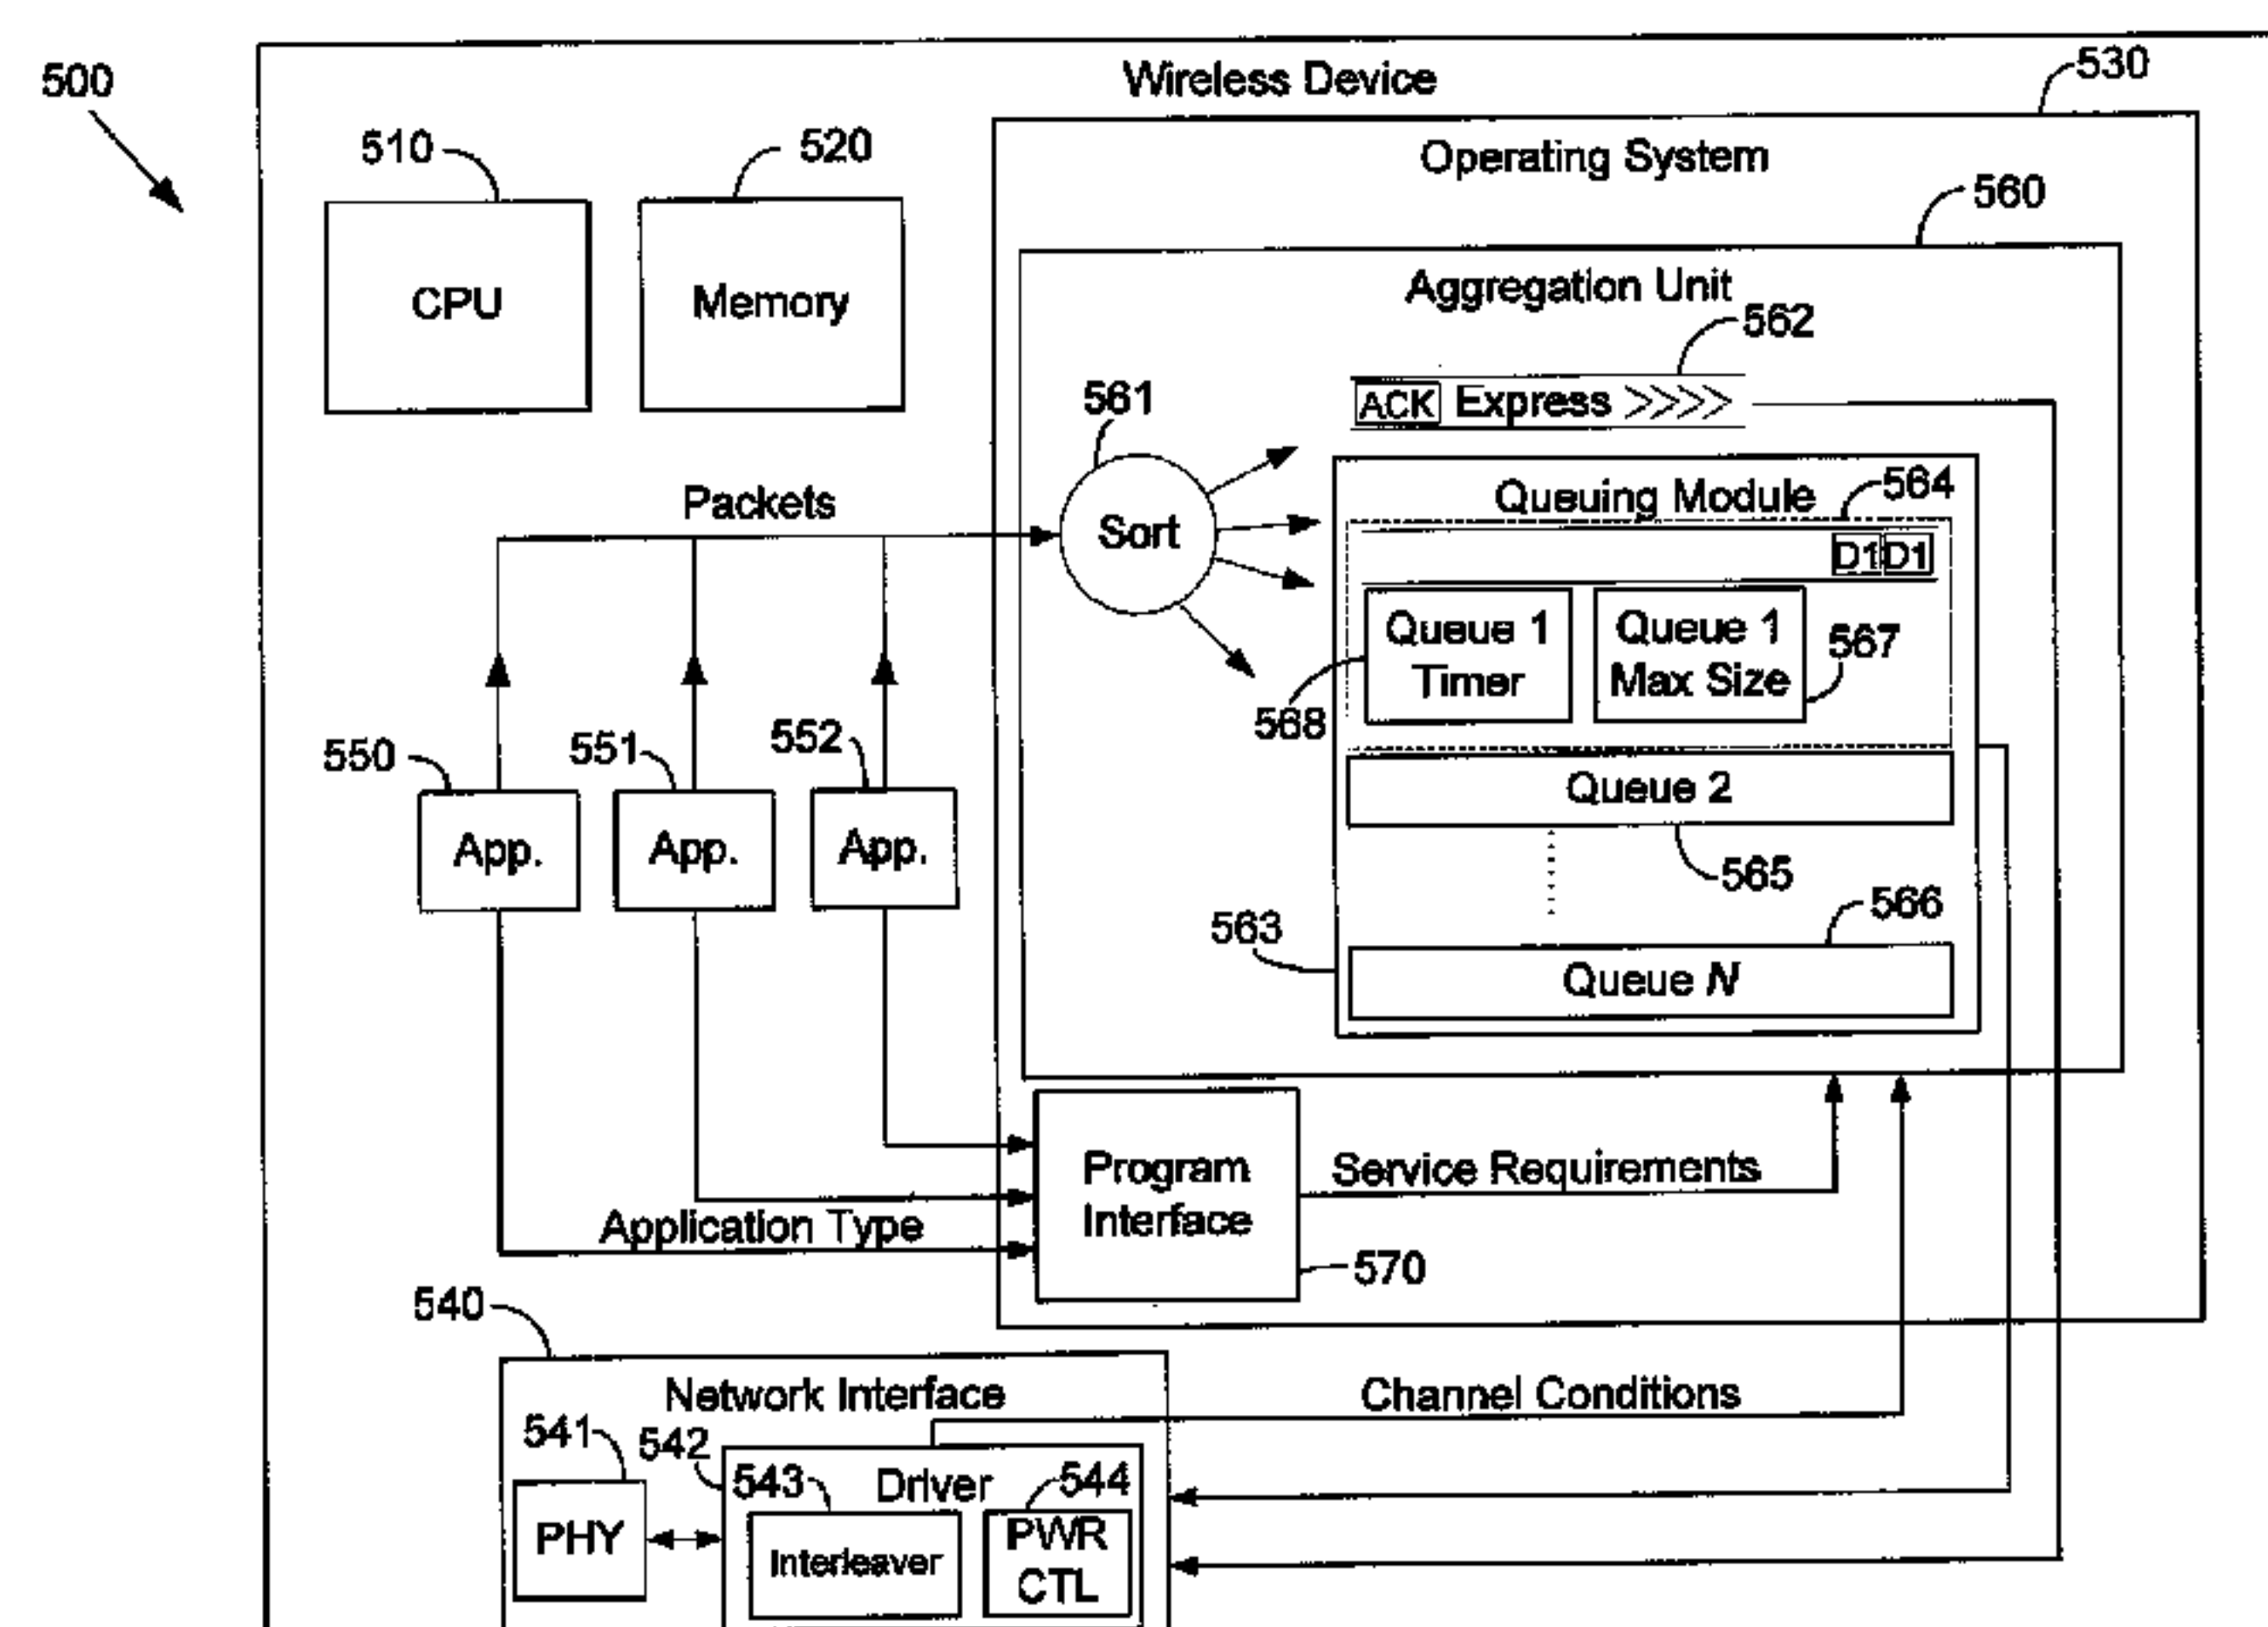 500
Wireless Device
530
510
520
Operating System
560
CPU
Memory
Aggregation Unit
562
561
ACK Express
Packets
Sort
Queuing Module
564
D1 D1
Queue 1
Timer
Queue 1
Max Size
567
568
550
551
552
Queue 2
App.
App.
App.
565
563
566
Queue N
Program
Interface
Service Requirements
Application Type
570
540
Network Interface
Channel Conditions
541
542
543
Driver
544
PHY
Interleaver
PWR
CTL